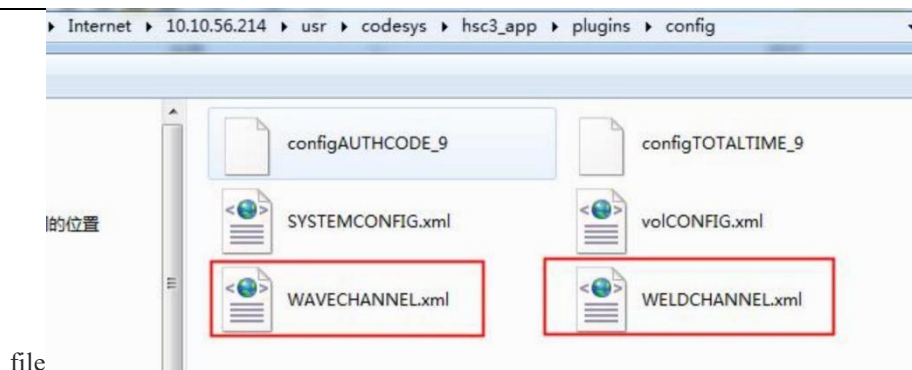 Internet ▸ 10.10.56.214 ▸ usr ▸ codesys ▸ hsc3_app ▸ plugins ▸ config
configAUTHCODE_9 configTOTALTIME_9
的位置 SYSTEMCONFIG.xml volCONFIG.xml
WAVECHANNEL.xml WELDCHANNEL.xml
file